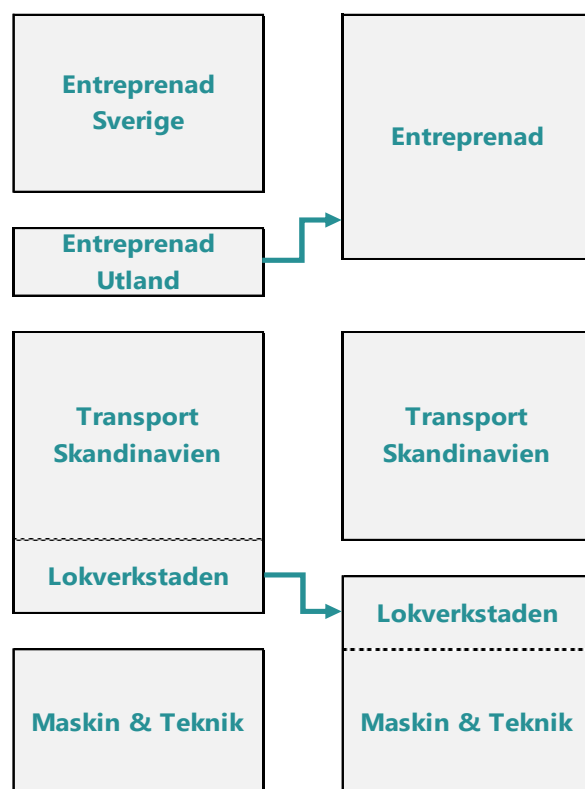 Entreprenad
Sverige
Entreprenad
Utland
Transport
Skandinavien
Lokverkstaden
Maskin & Teknik
Entreprenad
Transport
Skandinavien
Lokverkstaden
Maskin & Teknik